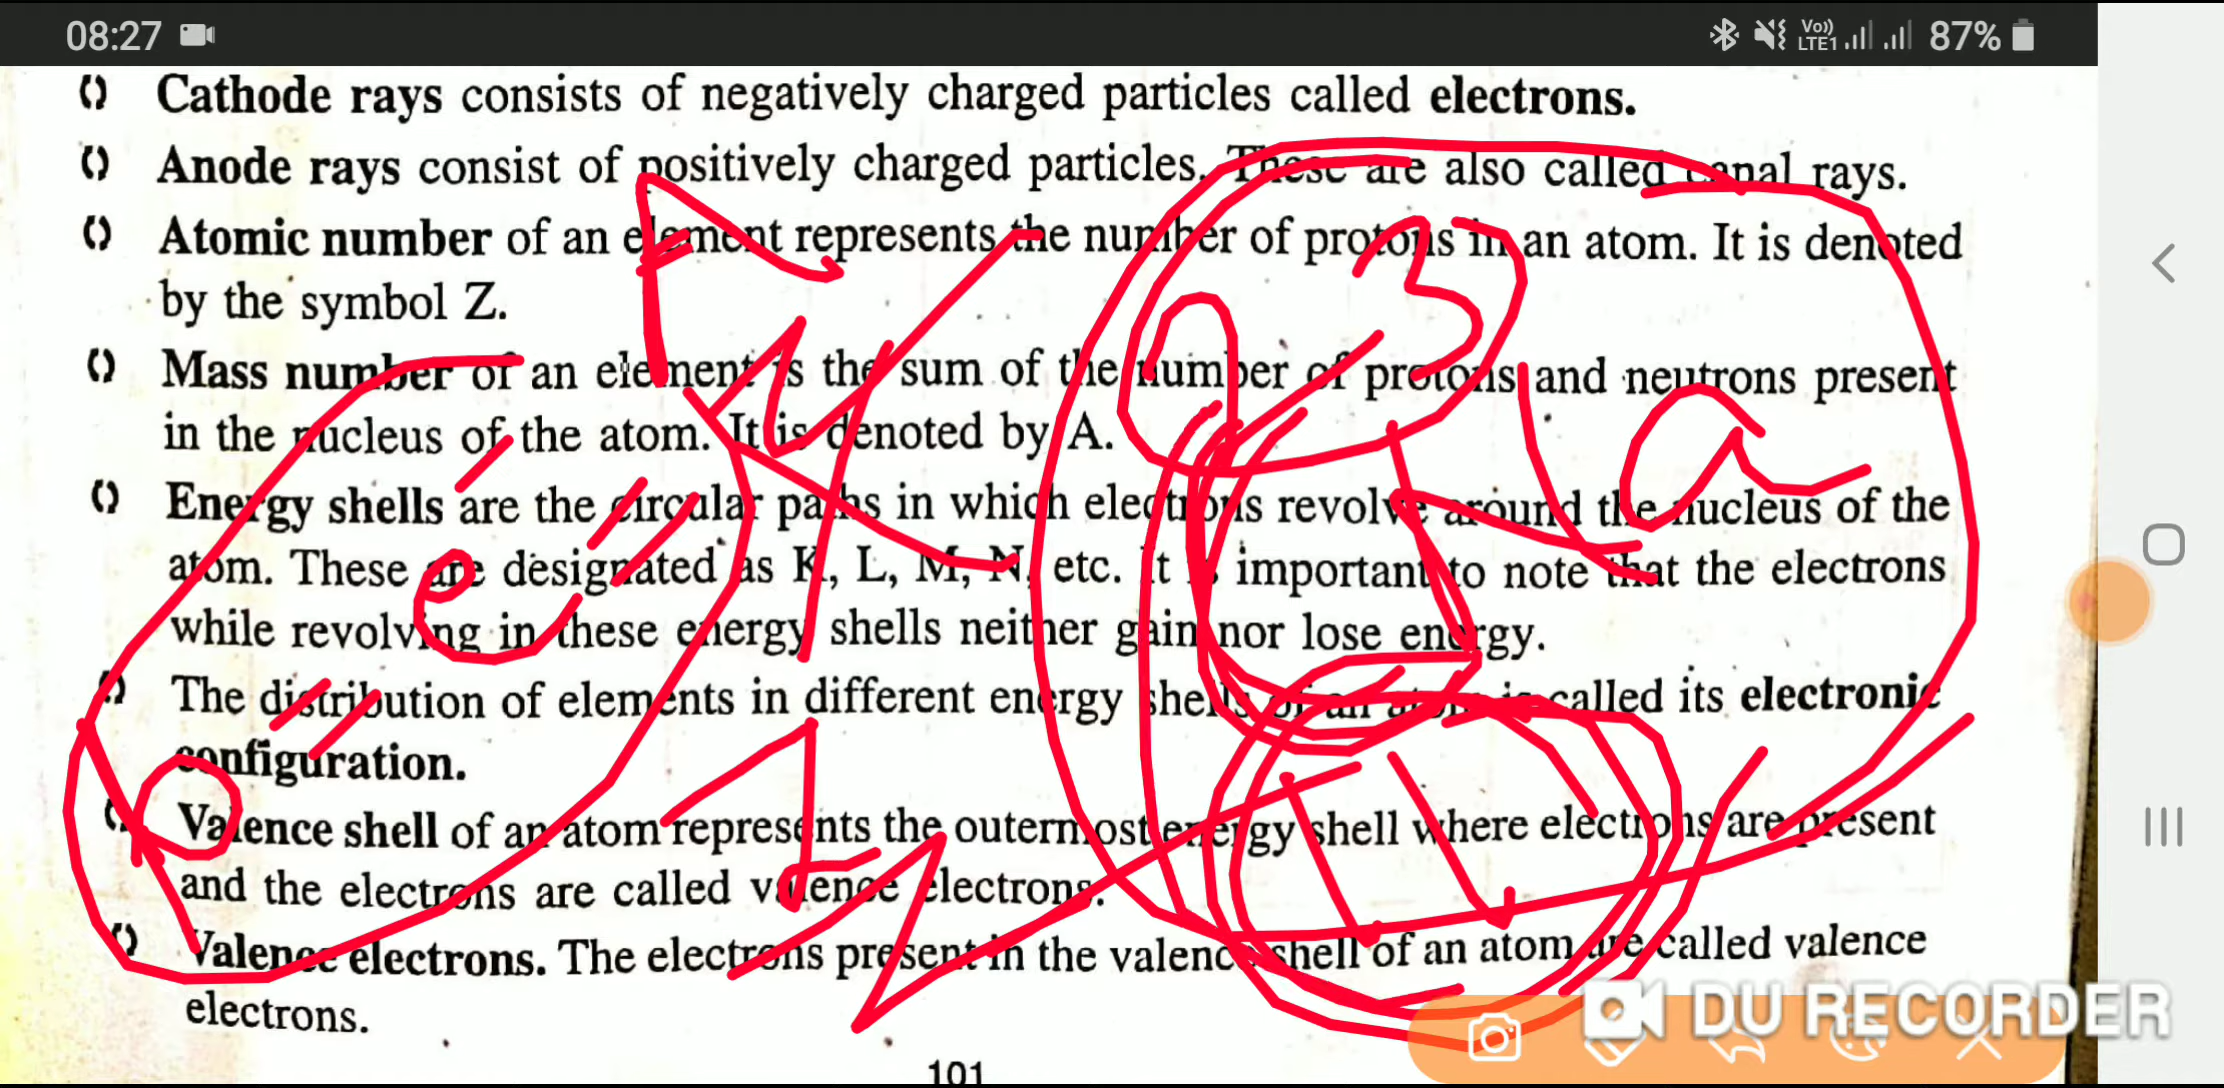 08:27
Vo)) LTE1 87%
Cathode rays consists of negatively charged particles called electrons.
Anode rays consist of positively charged particles. These are also called canal rays.
Atomic number of an element represents the number of protons in an atom. It is denoted
by the symbol Z.
Mass number of an element is the sum of the number of protons and neutrons present
in the nucleus of the atom. It is denoted by A.
Energy shells are the circular paths in which electrons revolve around the nucleus of the
atom. These are designated as K, L, M, N, etc. It is important to note that the electrons
while revolving in these energy shells neither gain nor lose energy.
The distribution of elements in different energy shells of an atom is called its electronic
configuration.
Valence shell of an atom represents the outermost energy shell where electrons are present
and the electrons are called valence electrons.
Valence electrons. The electrons present in the valence shell of an atom are called valence
electrons.
101
DU RECORDER